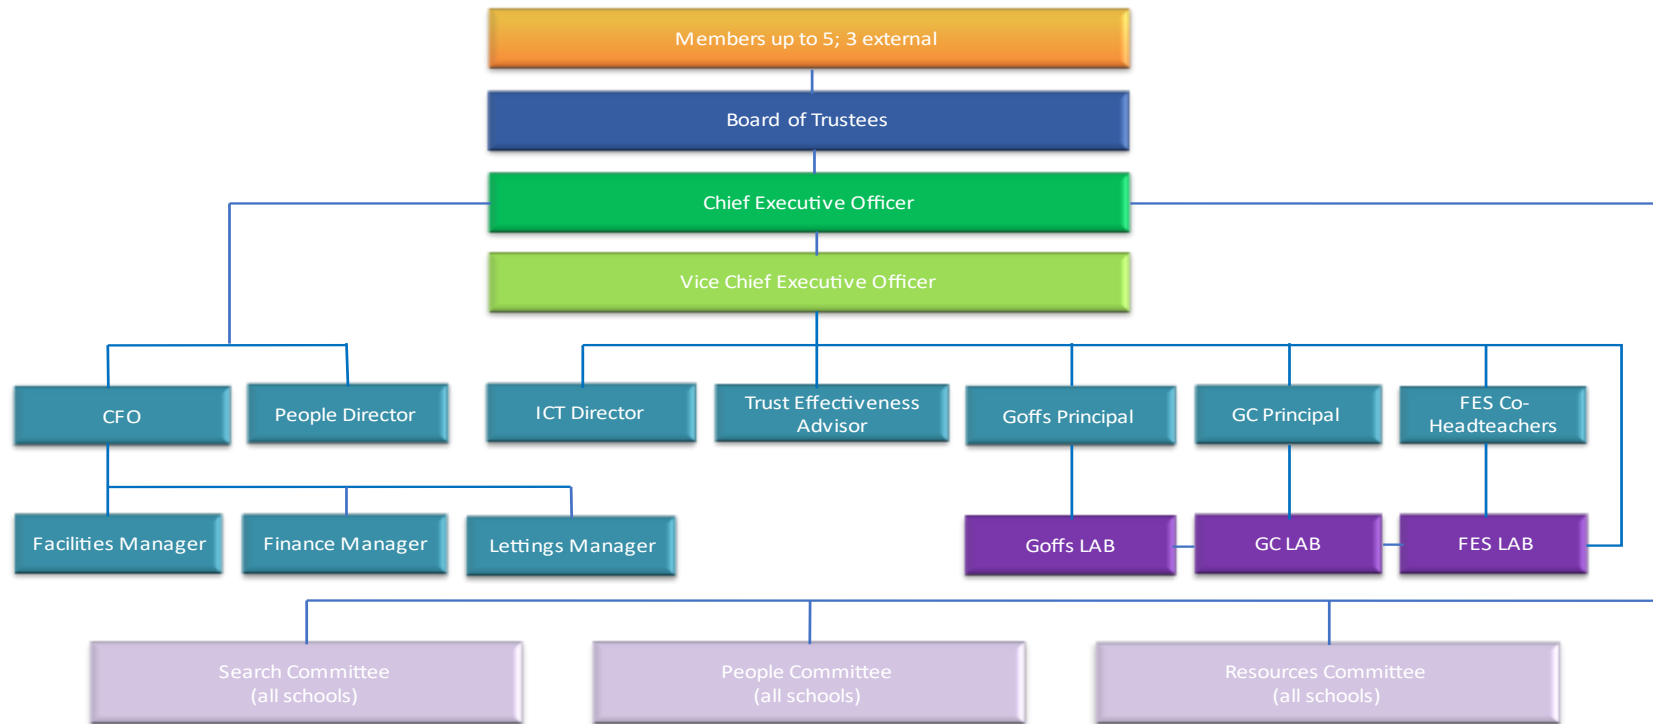 Members up to 5; 3 external
Board of Trustees
Chief Executive Officer
Vice Chief Executive Officer
CFO
People Director
ICT Director
Trust Effectiveness
Advisor
Goffs Principal
GC Principal
FES Co-
Headteachers
Facilities Manager
Finance Manager
Lettings Manager
Goffs LAB
GC LAB
FES LAB
Search Committee
(all schools)
People Committee
(all schools)
Resources Committee
(all schools)